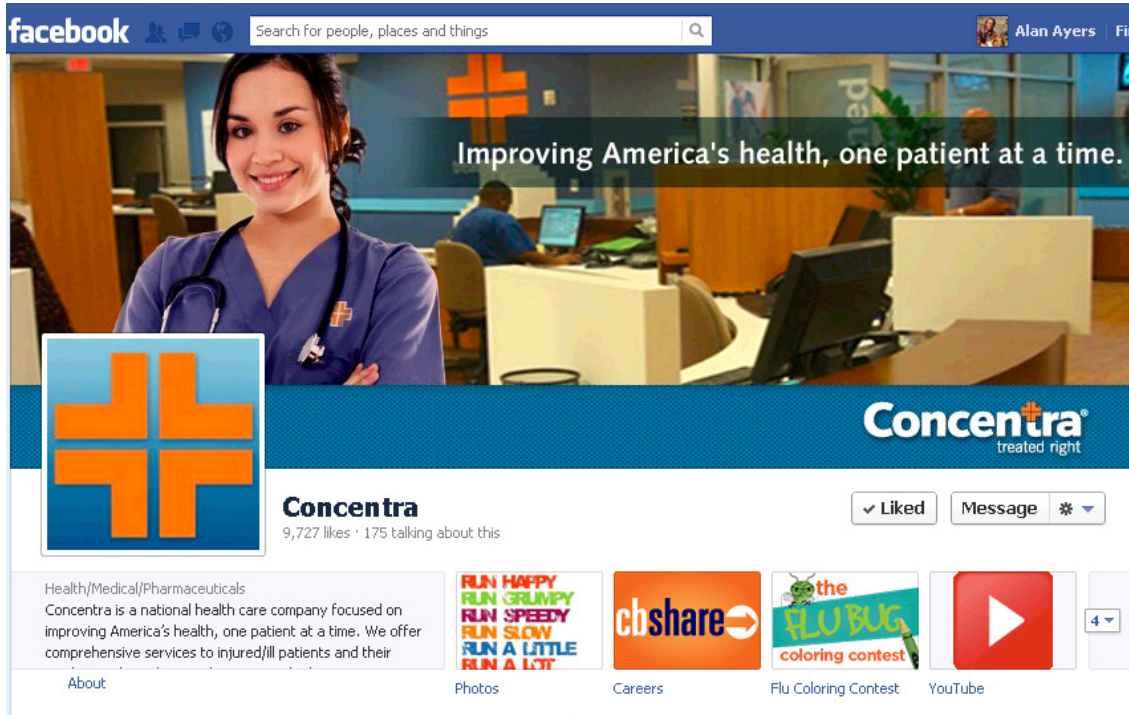 facebook
Search for people, places and things
Alan Ayers
Fi
Improving America's health, one patient at a time.
Concentra®
treated right
Concentra
9,727 likes · 175 talking about this
✓ Liked
Message
Health/Medical/Pharmaceuticals
Concentra is a national health care company focused on
improving America's health, one patient at a time. We offer
comprehensive services to injured/ill patients and their
About
RUN HAPPY
RUN GRUMPY
RUN SPEEDY
RUN SLOW
RUN A LITTLE
RUN A LOT
Photos
cbshare
Careers
the
FLU BUG
coloring contest
Flu Coloring Contest
YouTube
4